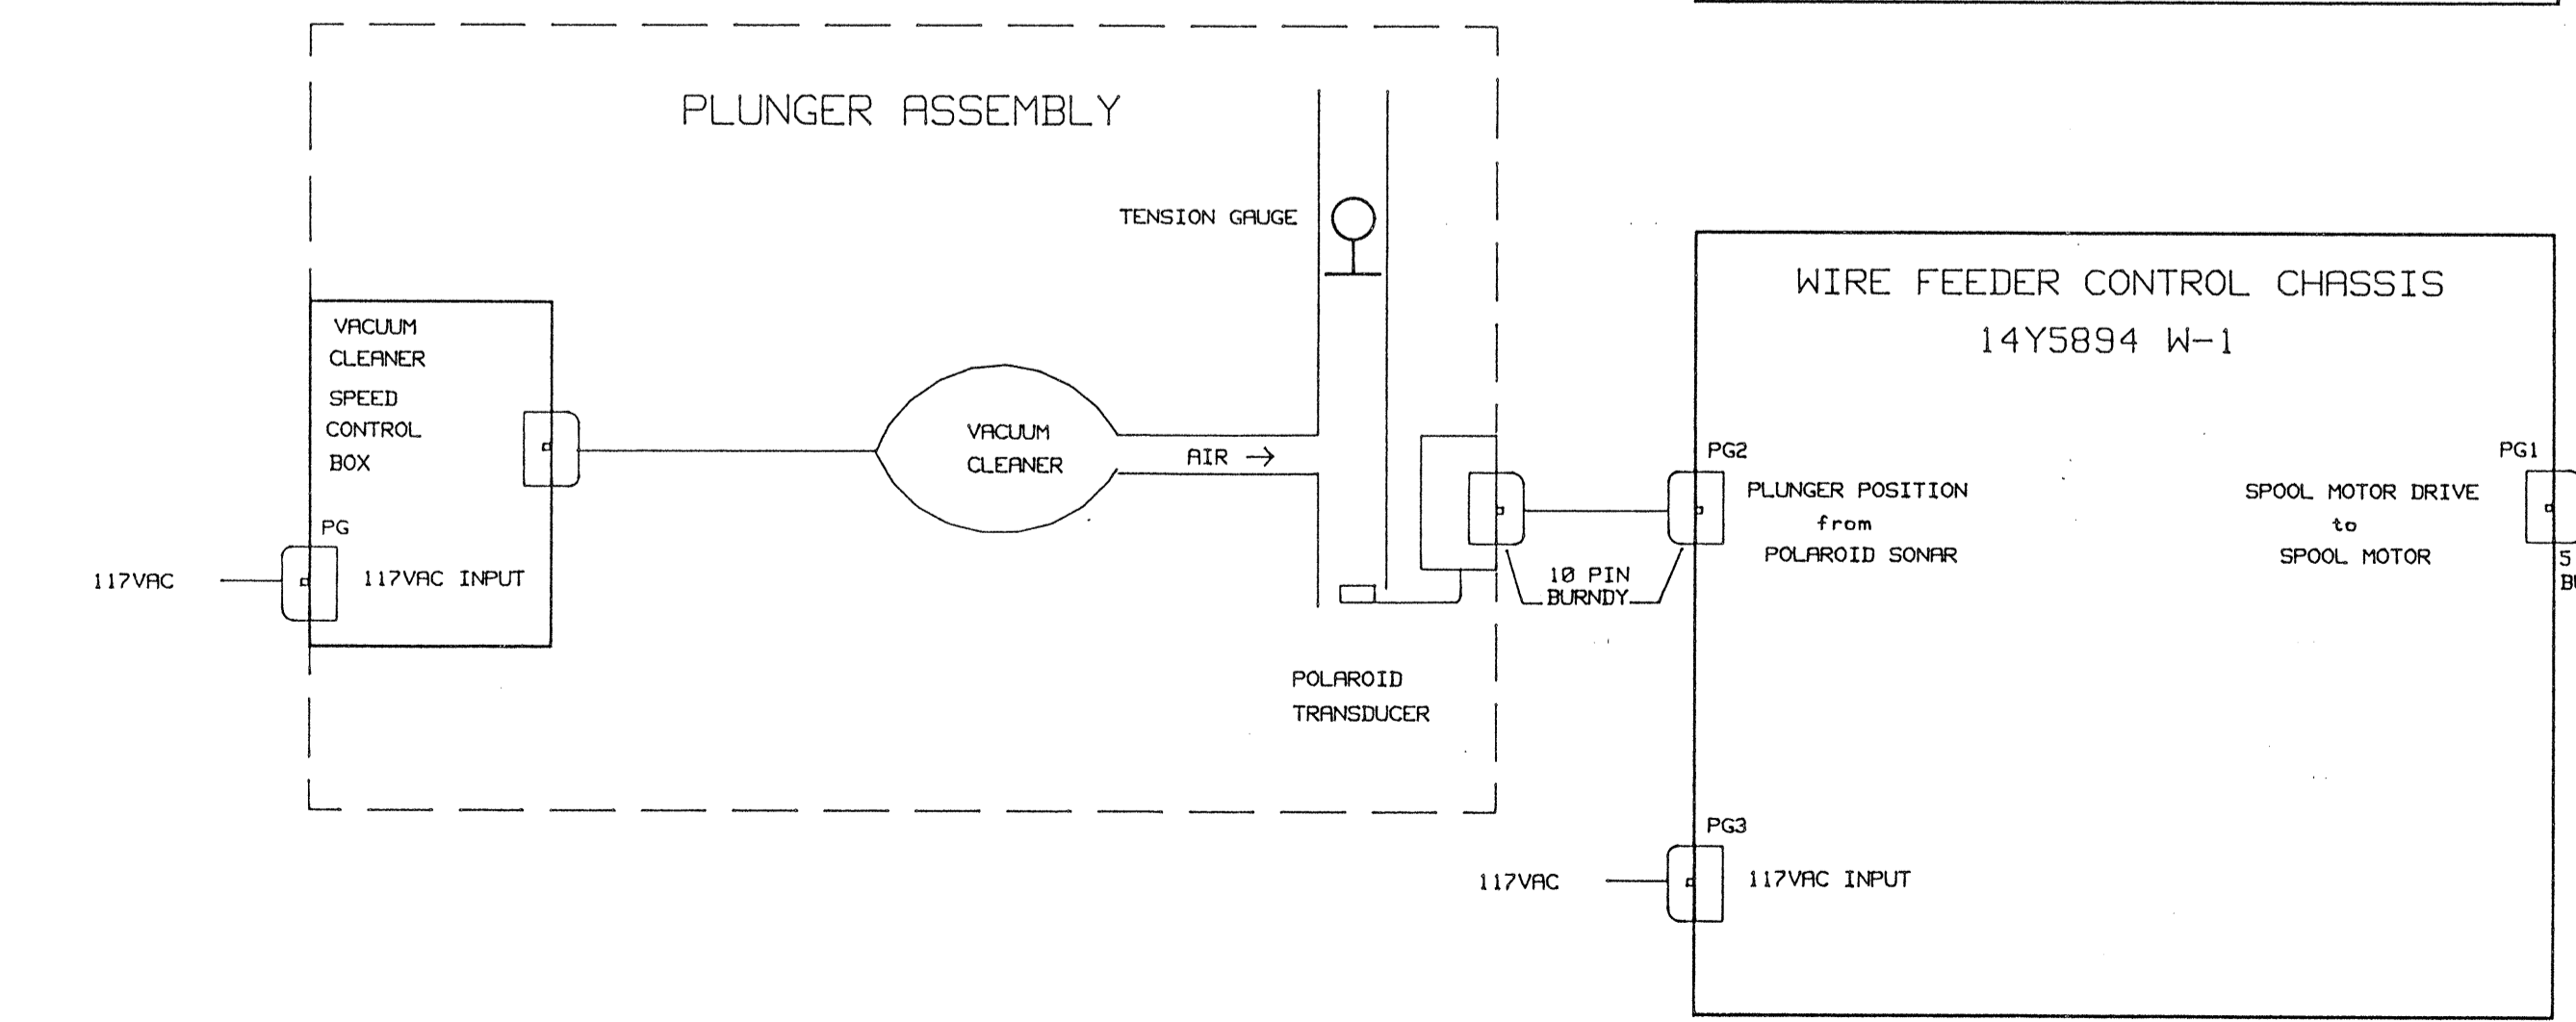 PLUNGER ASSEMBLY
TENSION GAUGE
VACUUM
CLEANER
SPEED
CONTROL
BOX
PG
117VAC
117VAC INPUT
VACUUM
CLEANER
AIR →
POLAROID
TRANSDUCER
10 PIN
BURNDY
WIRE FEEDER CONTROL CHASSIS
14Y5894 W-1
PG2
PLUNGER POSITION
from
POLAROID SONAR
PG1
SPOOL MOTOR DRIVE
to
SPOOL MOTOR
5
PG3
117VAC
117VAC INPUT